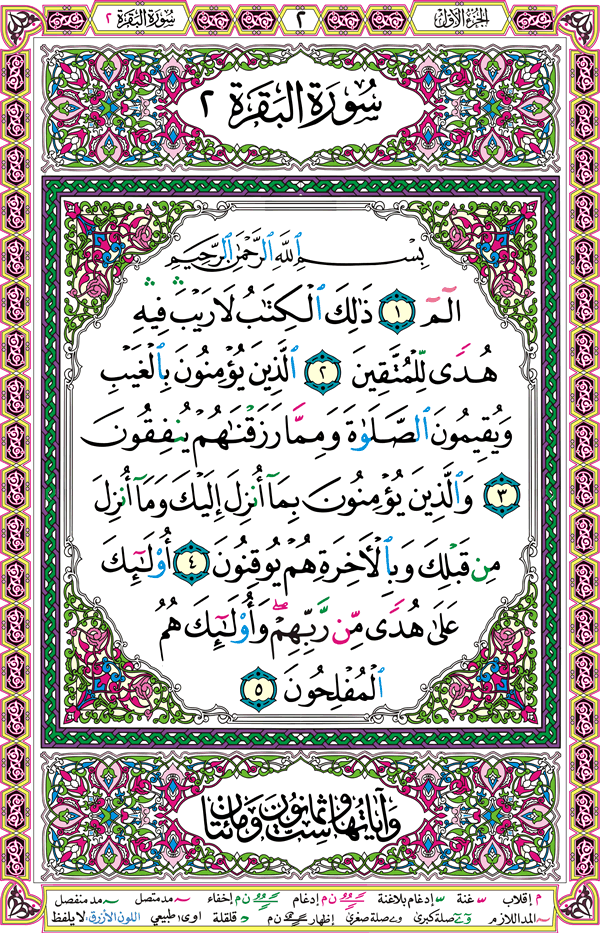 الجزء الأول
٢
سورة البقرة ٢
سُورَةُ البَقَرَةِ ٢
بِسْمِ ٱللَّهِ ٱلرَّحْمَٰنِ ٱلرَّحِيمِ
الٓمٓ ١ ذَٰلِكَ ٱلْكِتَٰبُ لَا رَيْبَ ۛ فِيهِ ۛ
هُدًى لِّلْمُتَّقِينَ ٢ ٱلَّذِينَ يُؤْمِنُونَ بِٱلْغَيْبِ
وَيُقِيمُونَ ٱلصَّلَوٰةَ وَمِمَّا رَزَقْنَٰهُمْ يُنفِقُونَ
٣ وَٱلَّذِينَ يُؤْمِنُونَ بِمَآ أُنزِلَ إِلَيْكَ وَمَآ أُنزِلَ
مِن قَبْلِكَ وَبِٱلْأَخِرَةِ هُمْ يُوقِنُونَ ٤ أُوْلَٰٓئِكَ
عَلَىٰ هُدًى مِّن رَّبِّهِمْ ۖ وَأُوْلَٰٓئِكَ هُمُ
ٱلْمُفْلِحُونَ ٥
وآياتها ست وثمانون ومائتان
م إقلاب ـ غنة ـ إدغام بلاغنة ن م إدغام ن م إخفاء ـ مد متصل ـ مد منفصل
ـ المد اللازم ـ صلة كبرى ـ صلة صغرى إظهار ن م قلقلة اوى: طبيعي اللون الأزرق: لا يلفظ